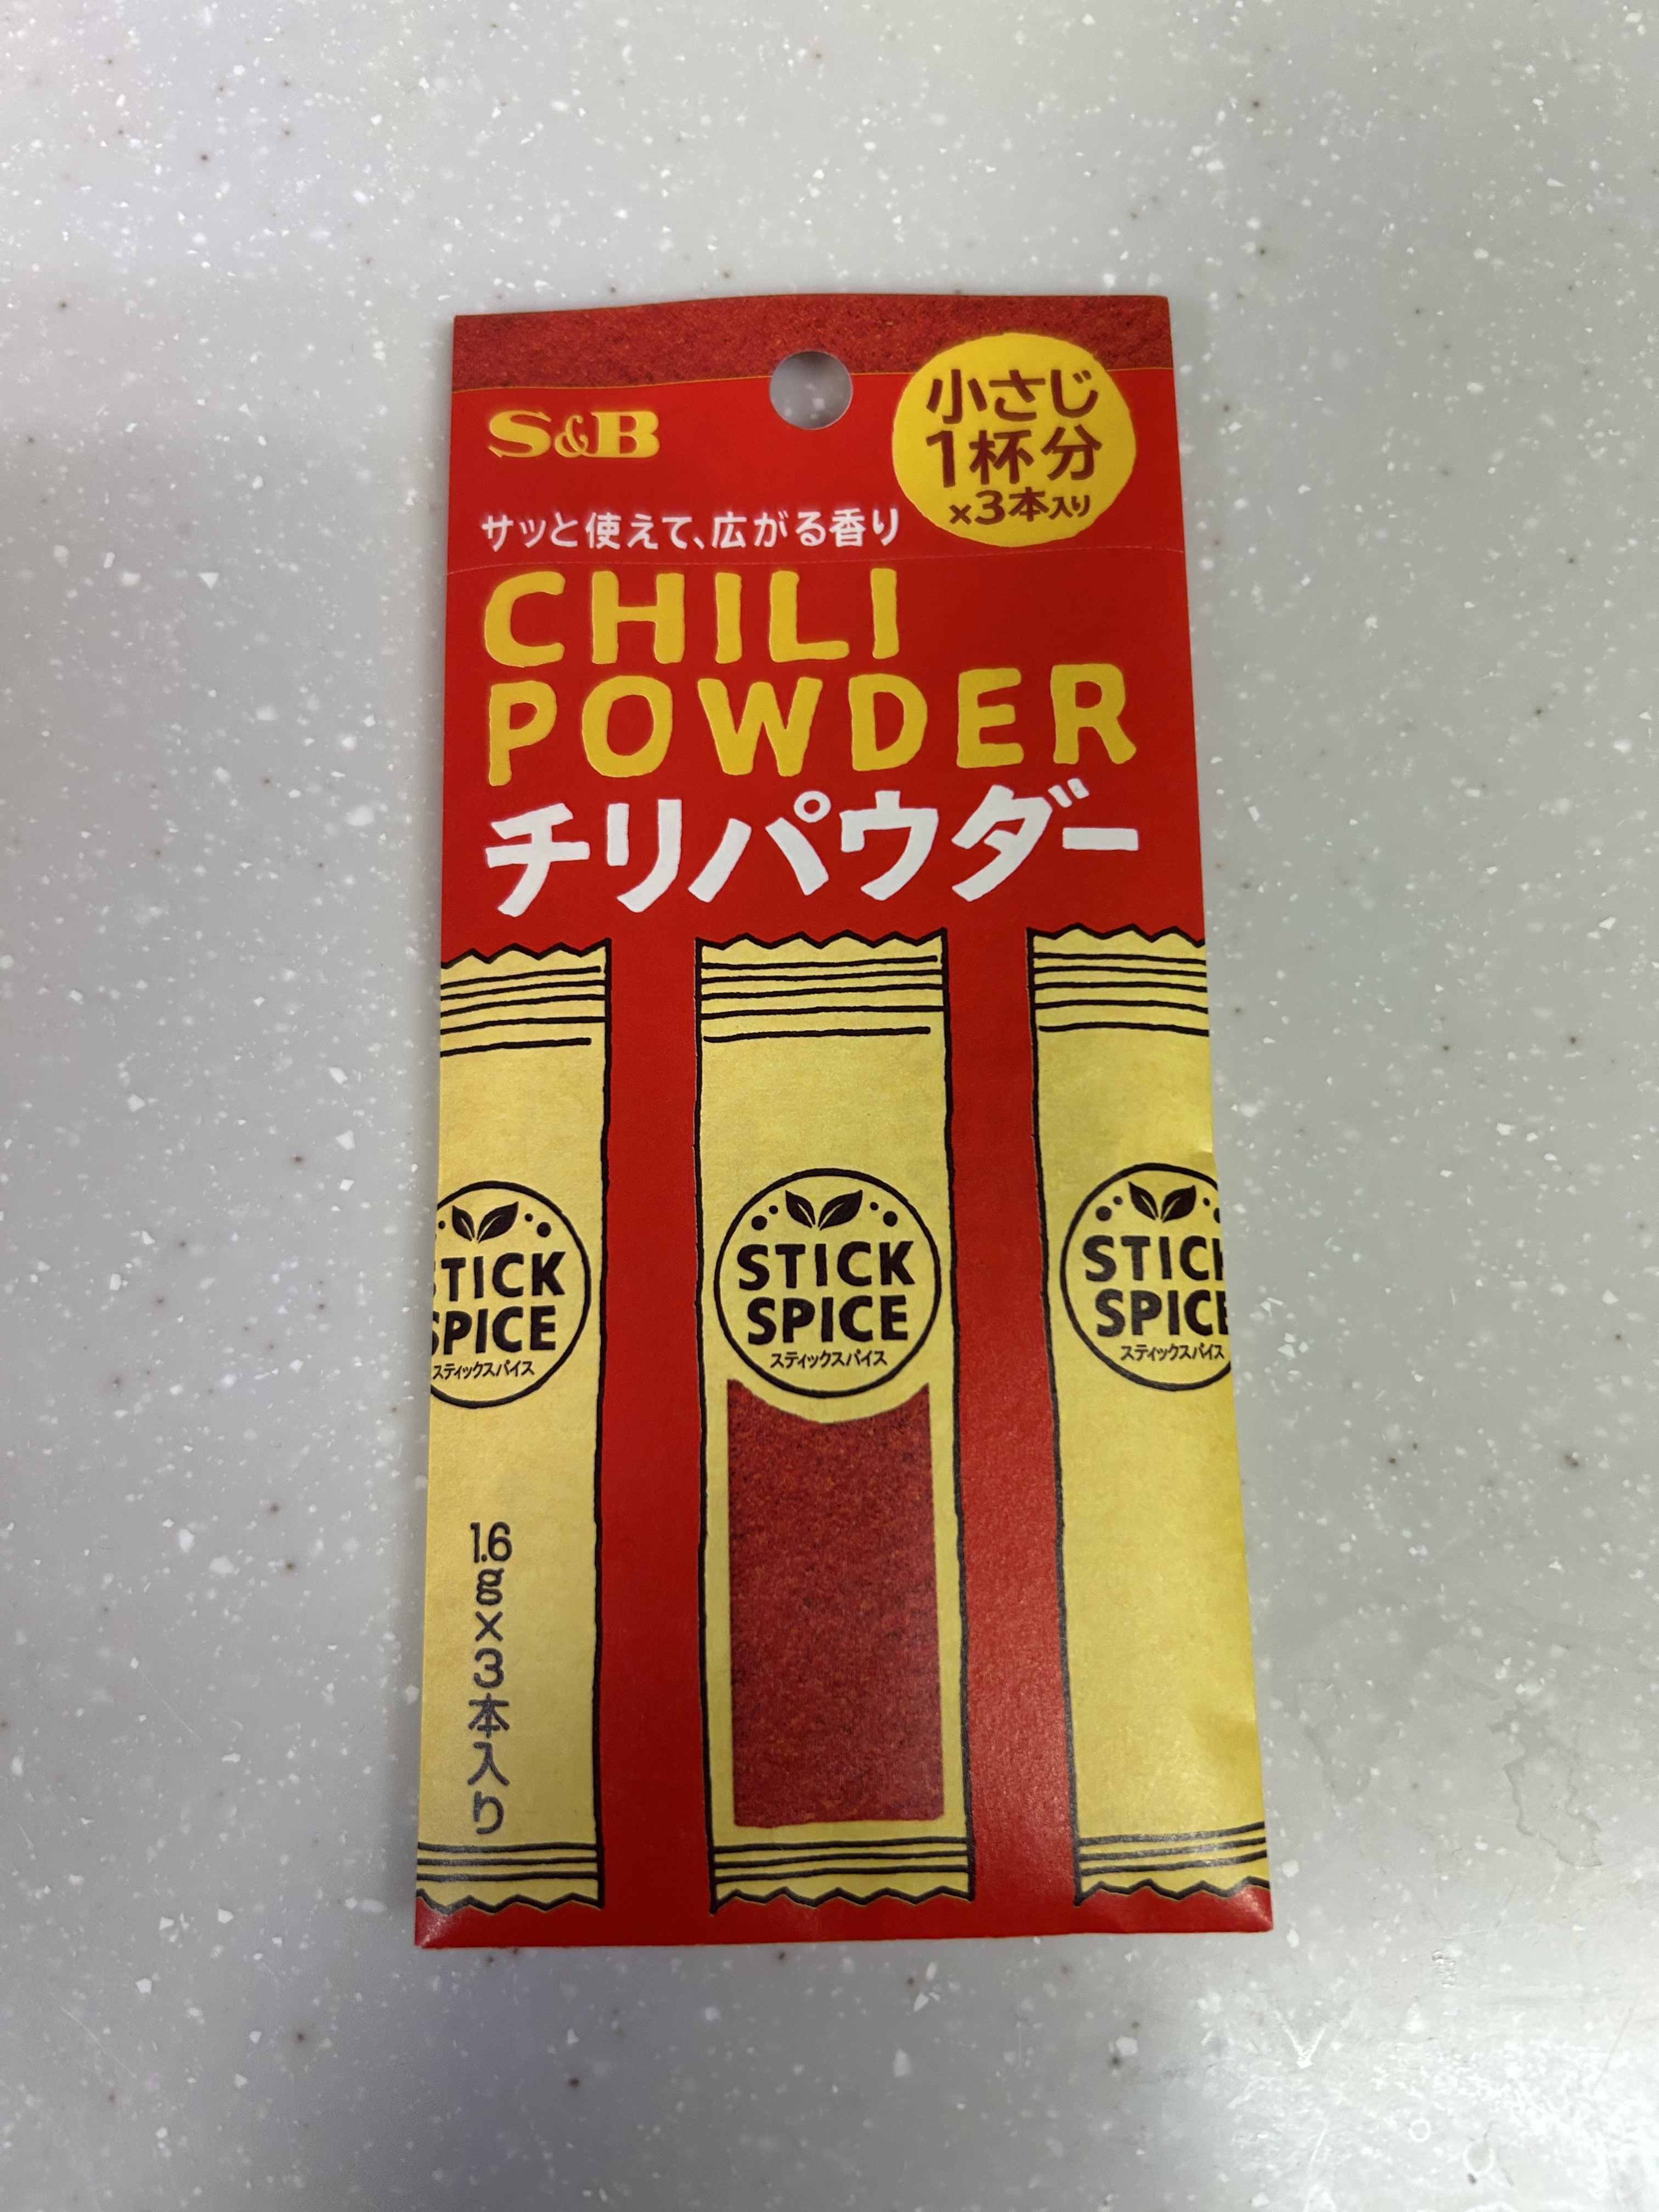 S&B
小さじ
1杯分
×3本入り
サッと使えて、広がる香り
CHILI
POWDER
チリパウダー
STICK
SPICE
スティックスパイス
STICK
SPICE
スティックスパイス
STICK
SPICE
スティックスパイス
1.6g×3本入り